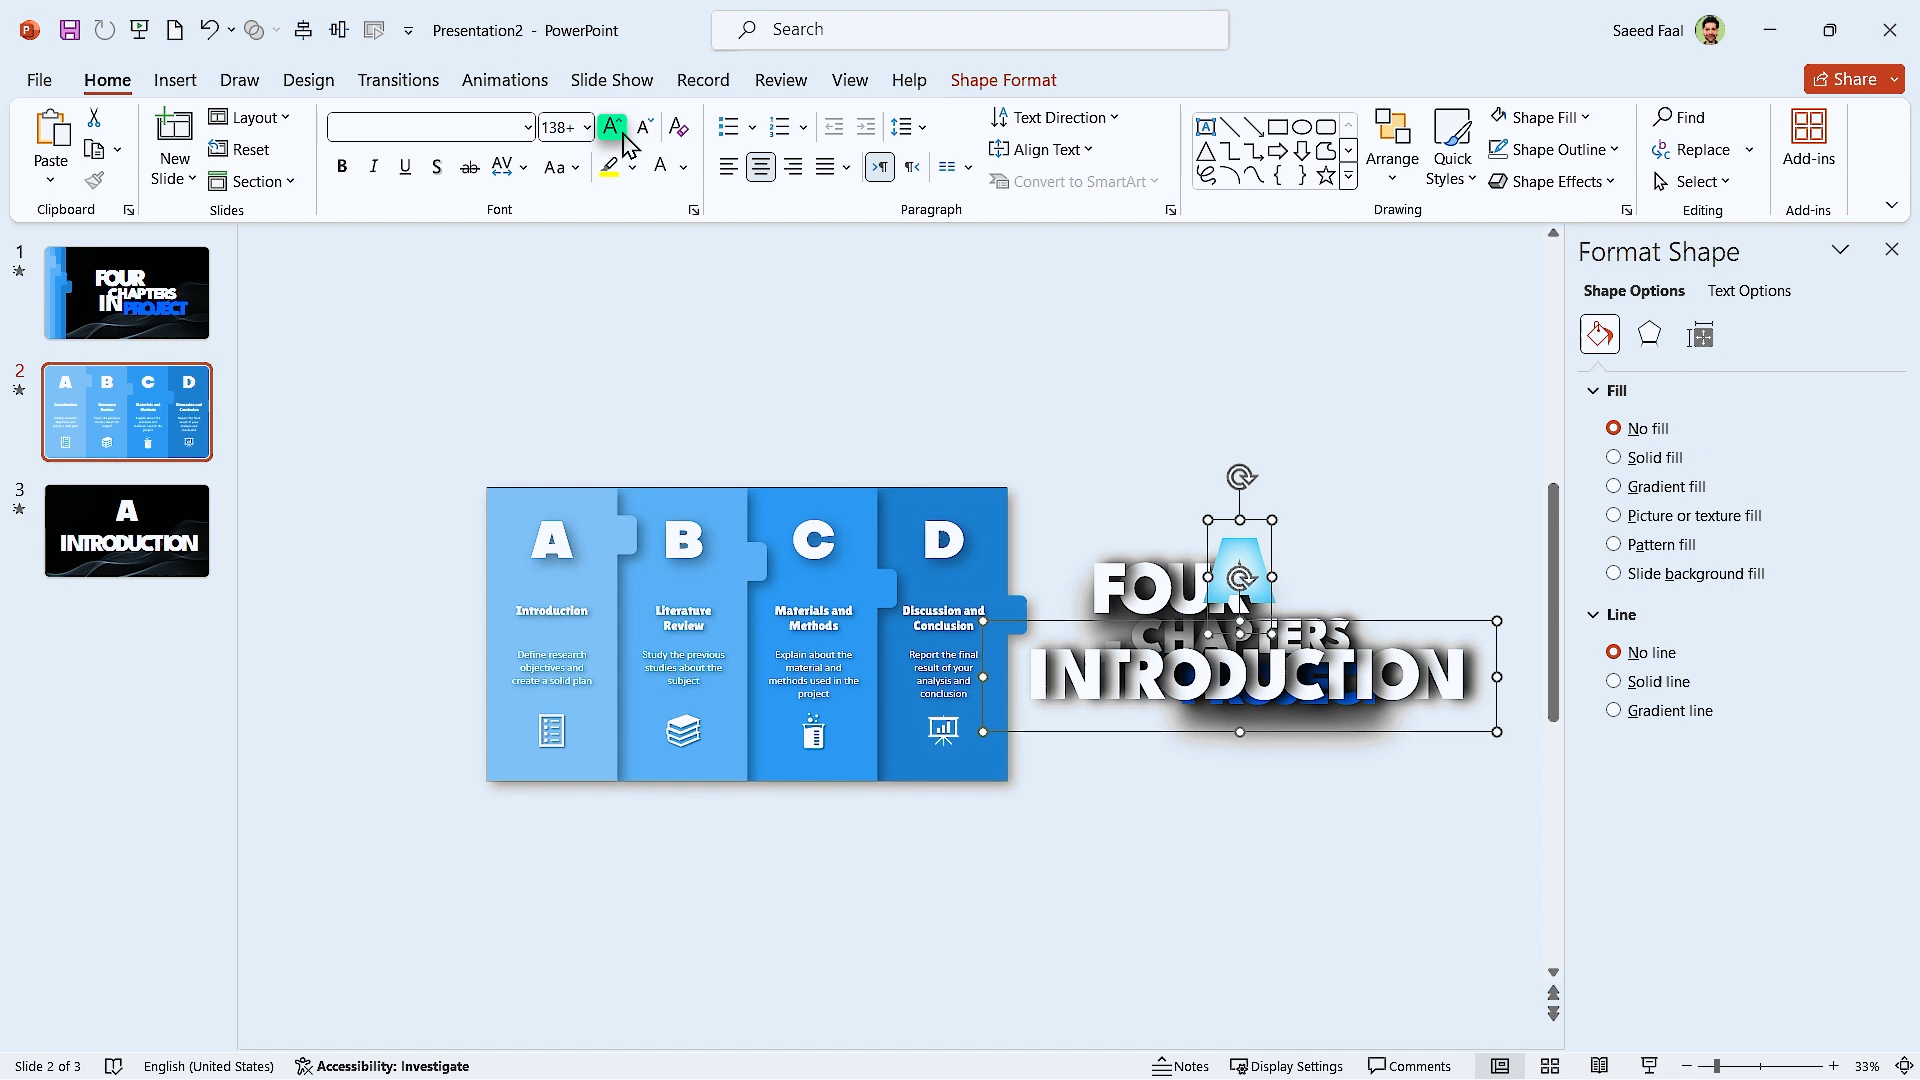 Presentation2 - PowerPoint
Search
Saeed Faal
File Home Insert Draw Design Transitions Animations Slide Show Record Review View Help Shape Format
Share
Paste
Clipboard
New
Slide
Layout
Reset
Section
Slides
138+
Font
Paragraph
Text Direction
Align Text
Convert to SmartArt
Arrange
Quick
Styles
Shape Fill
Shape Outline
Shape Effects
Drawing
Find
Replace
Select
Editing
Add-ins
Add-ins
1
FOUR
CHAPTERS
IN PROJECT
2
A B C D
3
A
INTRODUCTION
A
Introduction
Define research
objectives and
create a solid plan
B
Literature
Review
Study the previous
studies about the
subject
C
Materials and
Methods
Explain about the
material and
methods used in the
project
D
Discussion and
Conclusion
Report the final
result of your
analysis and
conclusion
A
FOUR
CHAPTERS
INTRODUCTION
Format Shape
Shape Options Text Options
Fill
No fill
Solid fill
Gradient fill
Picture or texture fill
Pattern fill
Slide background fill
Line
No line
Solid line
Gradient line
Slide 2 of 3
English (United States)
Accessibility: Investigate
Notes
Display Settings
Comments
33%